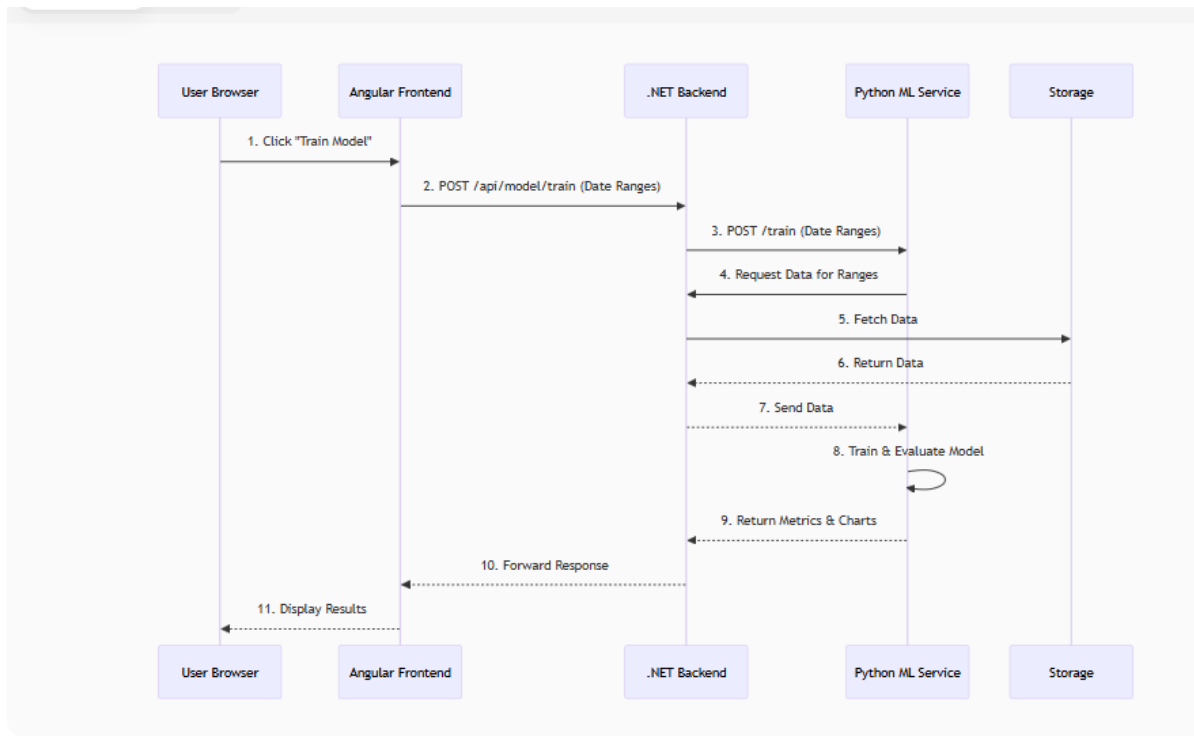 User Browser
Angular Frontend
.NET Backend
Python ML Service
Storage
1. Click "Train Model"
2. POST /api/model/train (Date Ranges)
3. POST /train (Date Ranges)
4. Request Data for Ranges
5. Fetch Data
6. Return Data
7. Send Data
8. Train & Evaluate Model
9. Return Metrics & Charts
10. Forward Response
11. Display Results
User Browser
Angular Frontend
.NET Backend
Python ML Service
Storage